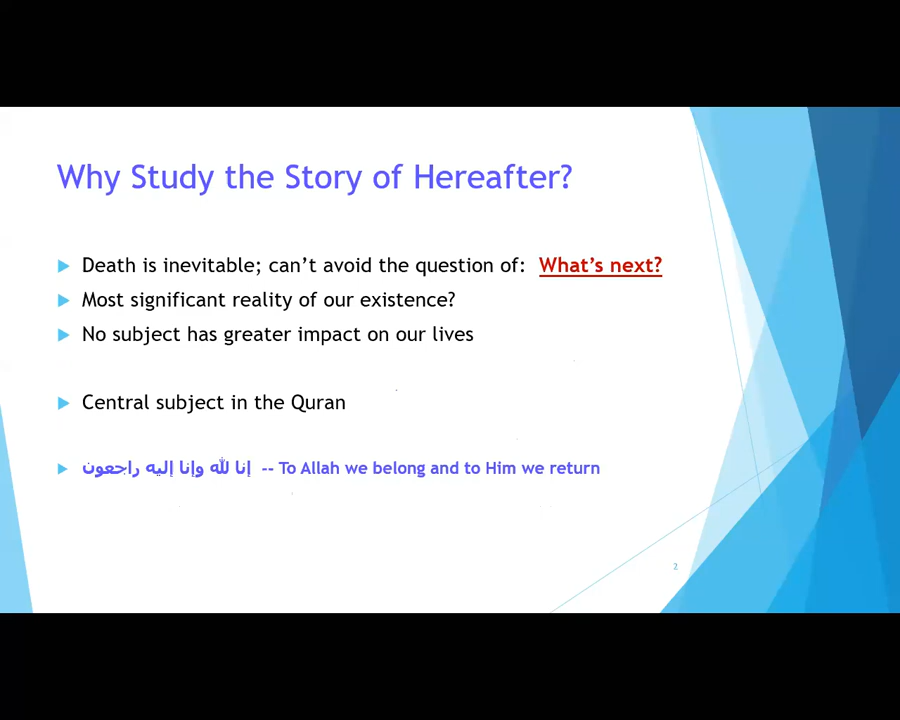 Why Study the Story of Hereafter?
Death is inevitable; can't avoid the question of: What's next?
Most significant reality of our existence?
No subject has greater impact on our lives
Central subject in the Quran
إنا لله وإنا إليه راجعون -- To Allah we belong and to Him we return
2